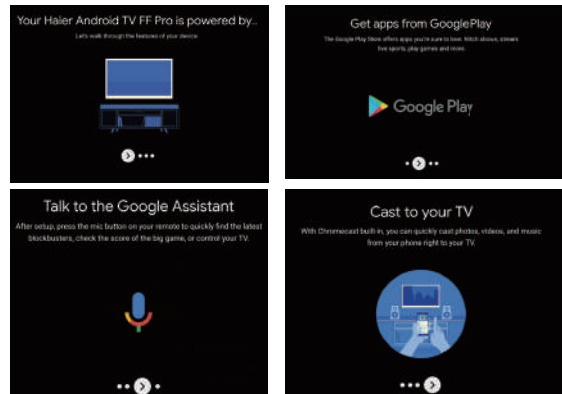 Your Haier Android TV FF Pro is powered by...
Let's walk through the features of your device
Get apps from GooglePlay
The Google Play Store offers apps you're sure to love. Watch shows, stream
live sports, play games and more.
Google Play
Talk to the Google Assistant
After setup, press the mic button on your remote to quickly find the latest
blockbusters, check the score of the big game, or control your TV.
Cast to your TV
With Chromecast built-in, you can quickly cast photos, videos, and music
from your phone right to your TV.